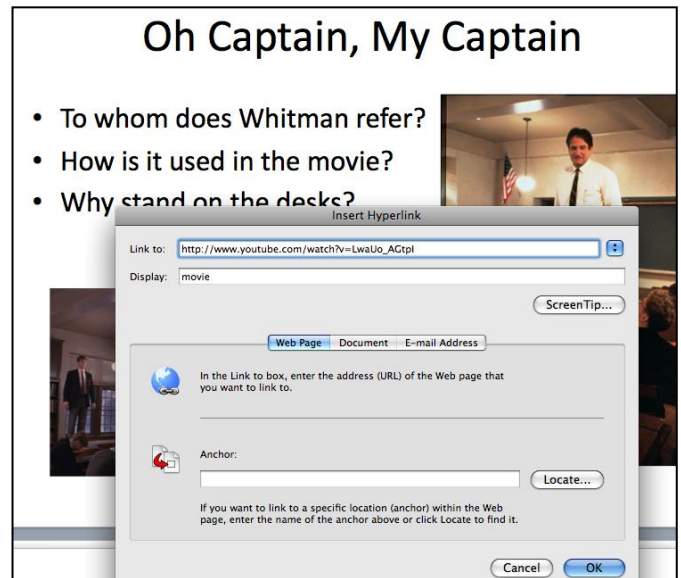 Oh Captain, My Captain
• To whom does Whitman refer?
• How is it used in the movie?
• Why stand on the desks?
Insert Hyperlink
Link to: http://www.youtube.com/watch?v=LwaUo_AGtpI
Display: movie
ScreenTip...
Web Page Document E-mail Address
In the Link to box, enter the address (URL) of the Web page that
you want to link to.
Anchor:
Locate...
If you want to link to a specific location (anchor) within the Web
page, enter the name of the anchor above or click Locate to find it.
Cancel OK